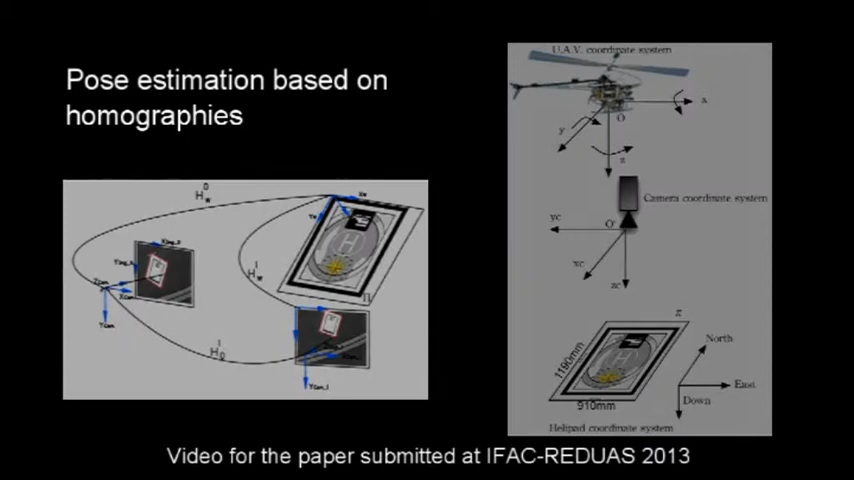 Pose estimation based on
homographies
U.A.V. coordinate system
x
O
y
z
Camera coordinate system
yc
O'
xc
zc
North
East
Down
1190mm
910mm
Helipad coordinate system
H
H
Video for the paper submitted at IFAC-REDUAS 2013